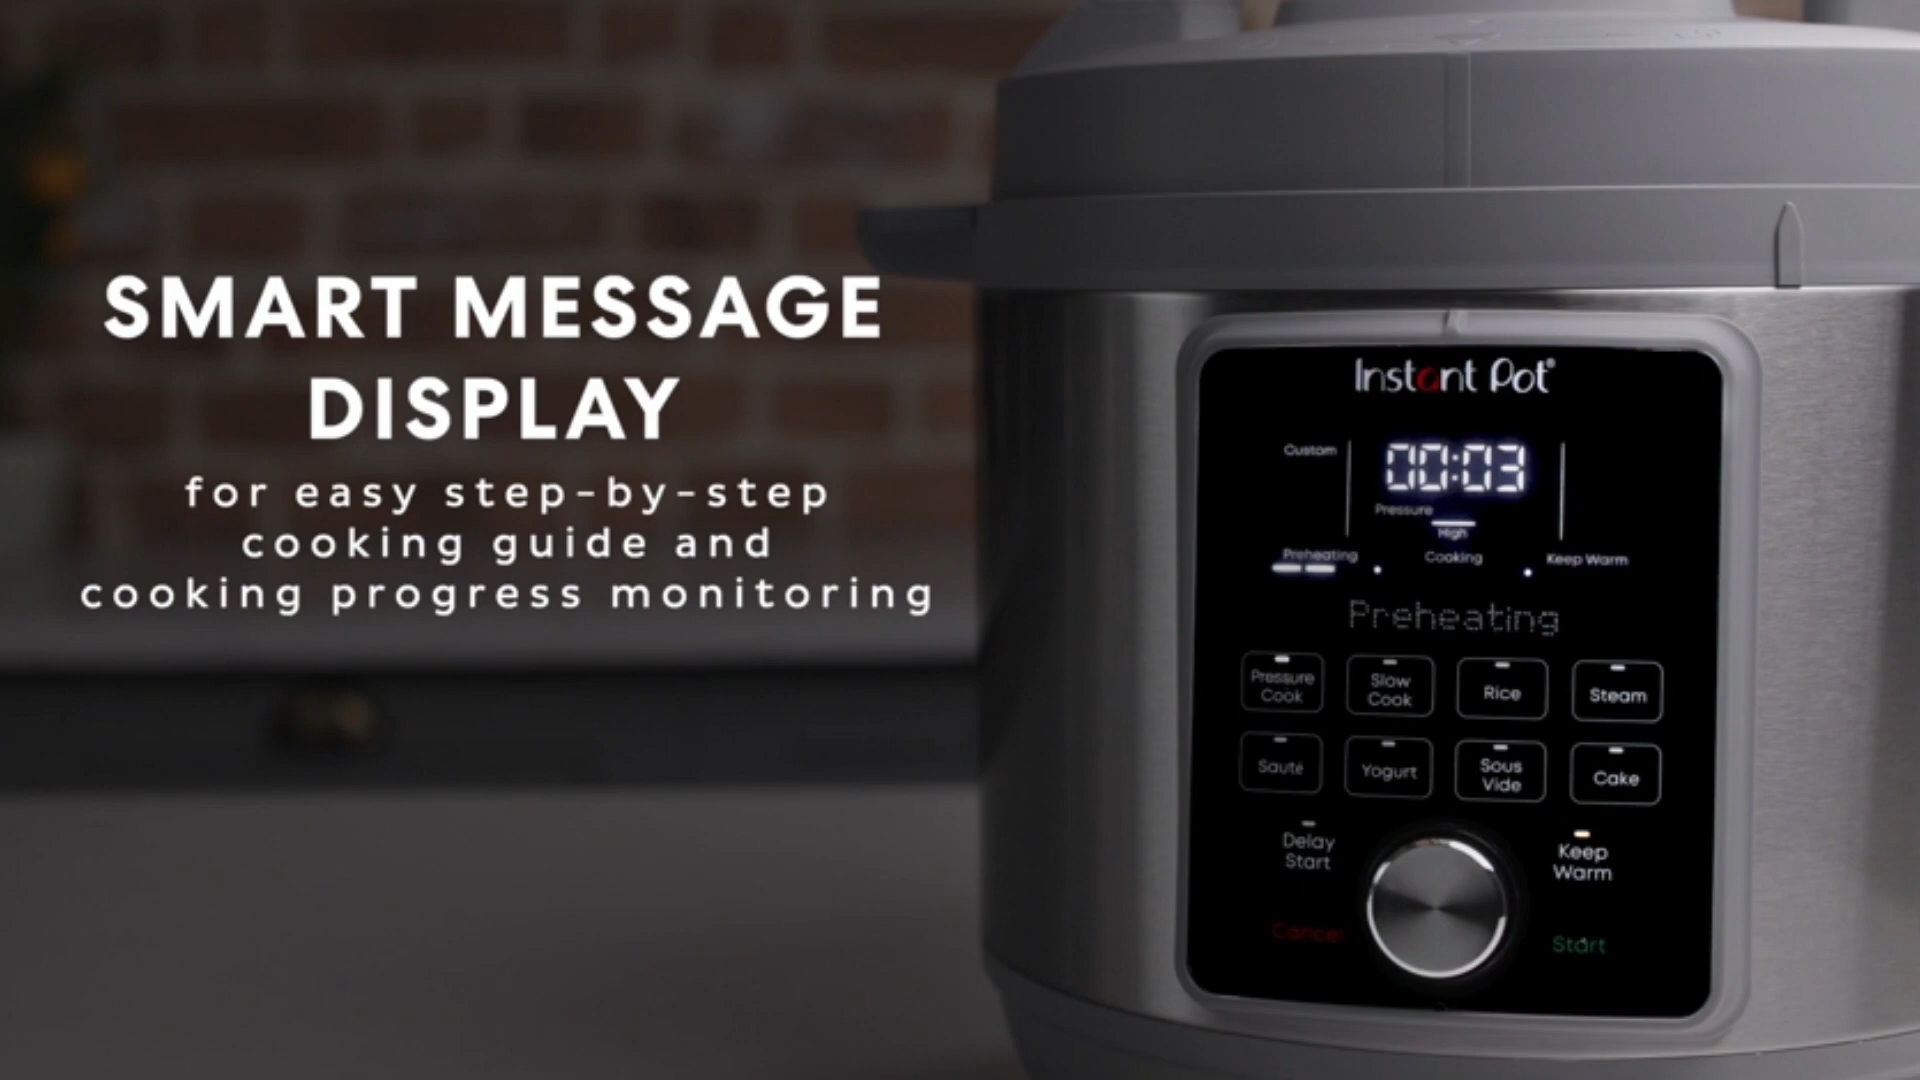 SMART MESSAGE
DISPLAY
for easy step-by-step
cooking guide and
cooking progress monitoring
Instant Pot®
Custom
00:03
Pressure
High
Preheating
Cooking
Keep Warm
Preheating
Pressure
Cook
Slow
Cook
Rice
Steam
Sauté
Yogurt
Sous
Vide
Cake
Delay
Start
Keep
Warm
Cancel
Start